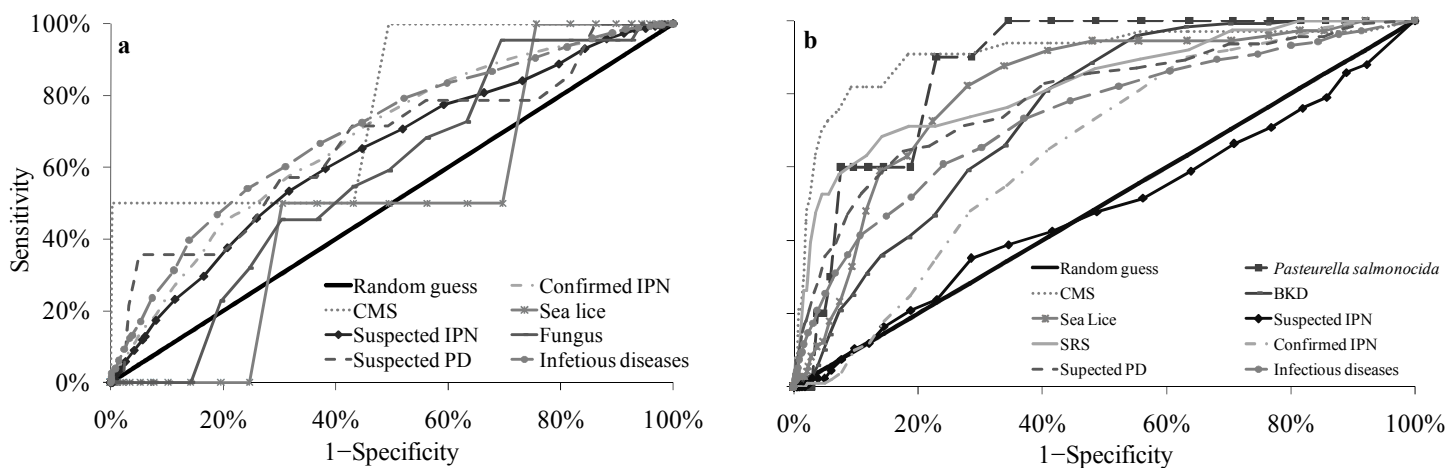 a
Sensitivity
100%
80%
60%
40%
20%
0%
0% 20% 40% 60% 80% 100%
1−Specificity
Random guess
Confirmed IPN
CMS
Sea lice
Suspected IPN
Fungus
Suspected PD
Infetious diseases
b
0% 20% 40% 60% 80% 100%
1−Specificity
Random guess
Pasteurella salmonocida
CMS
BKD
Sea Lice
Suspected IPN
SRS
Confirmed IPN
Supected PD
Infectious diseases